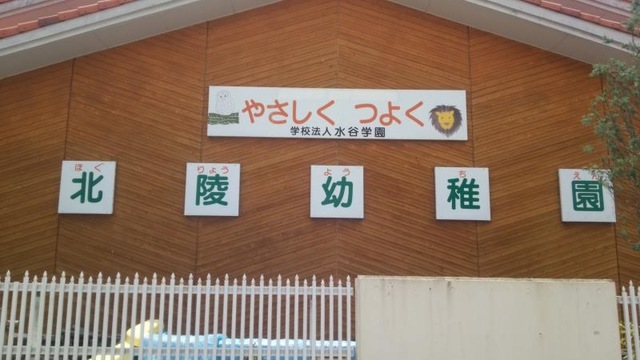 やさしく つよく
学校法人水谷学園
ほく りょう よう ち えん
北陵幼稚園